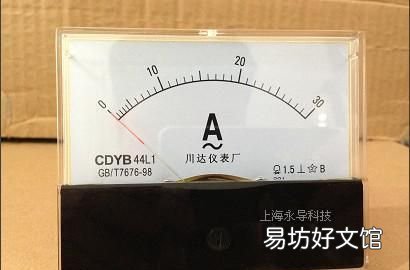 0 10 20 30
A
CDYB 44L1
川达仪表厂
GB/T7676-98
1.5 ⊥ B
上海永导科技
易坊好文馆